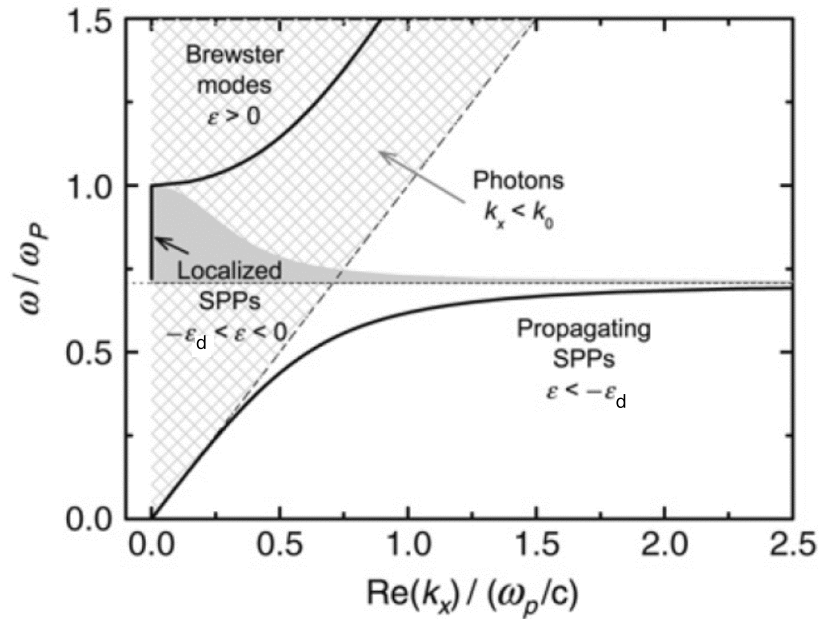 1.5
1.0
0.5
0.0
ω / ω_P
Brewster
modes
ε > 0
Photons
k_x < k_0
Localized
SPPs
−ε_d < ε < 0
Propagating
SPPs
ε < −ε_d
0.0 0.5 1.0 1.5 2.0 2.5
Re(k_x) / (ω_p/c)